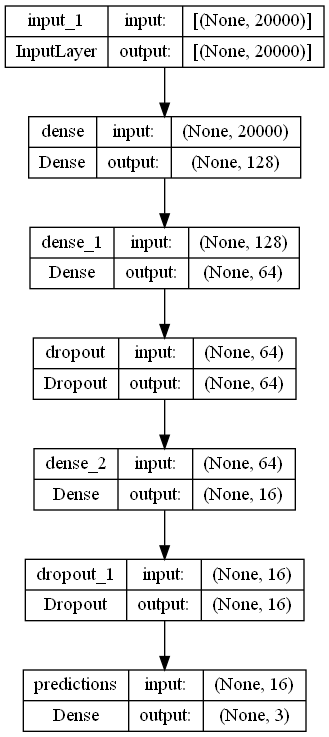 input_1 input: [(None, 20000)]
InputLayer output: [(None, 20000)]
dense input: (None, 20000)
Dense output: (None, 128)
dense_1 input: (None, 128)
Dense output: (None, 64)
dropout input: (None, 64)
Dropout output: (None, 64)
dense_2 input: (None, 64)
Dense output: (None, 16)
dropout_1 input: (None, 16)
Dropout output: (None, 16)
predictions input: (None, 16)
Dense output: (None, 3)